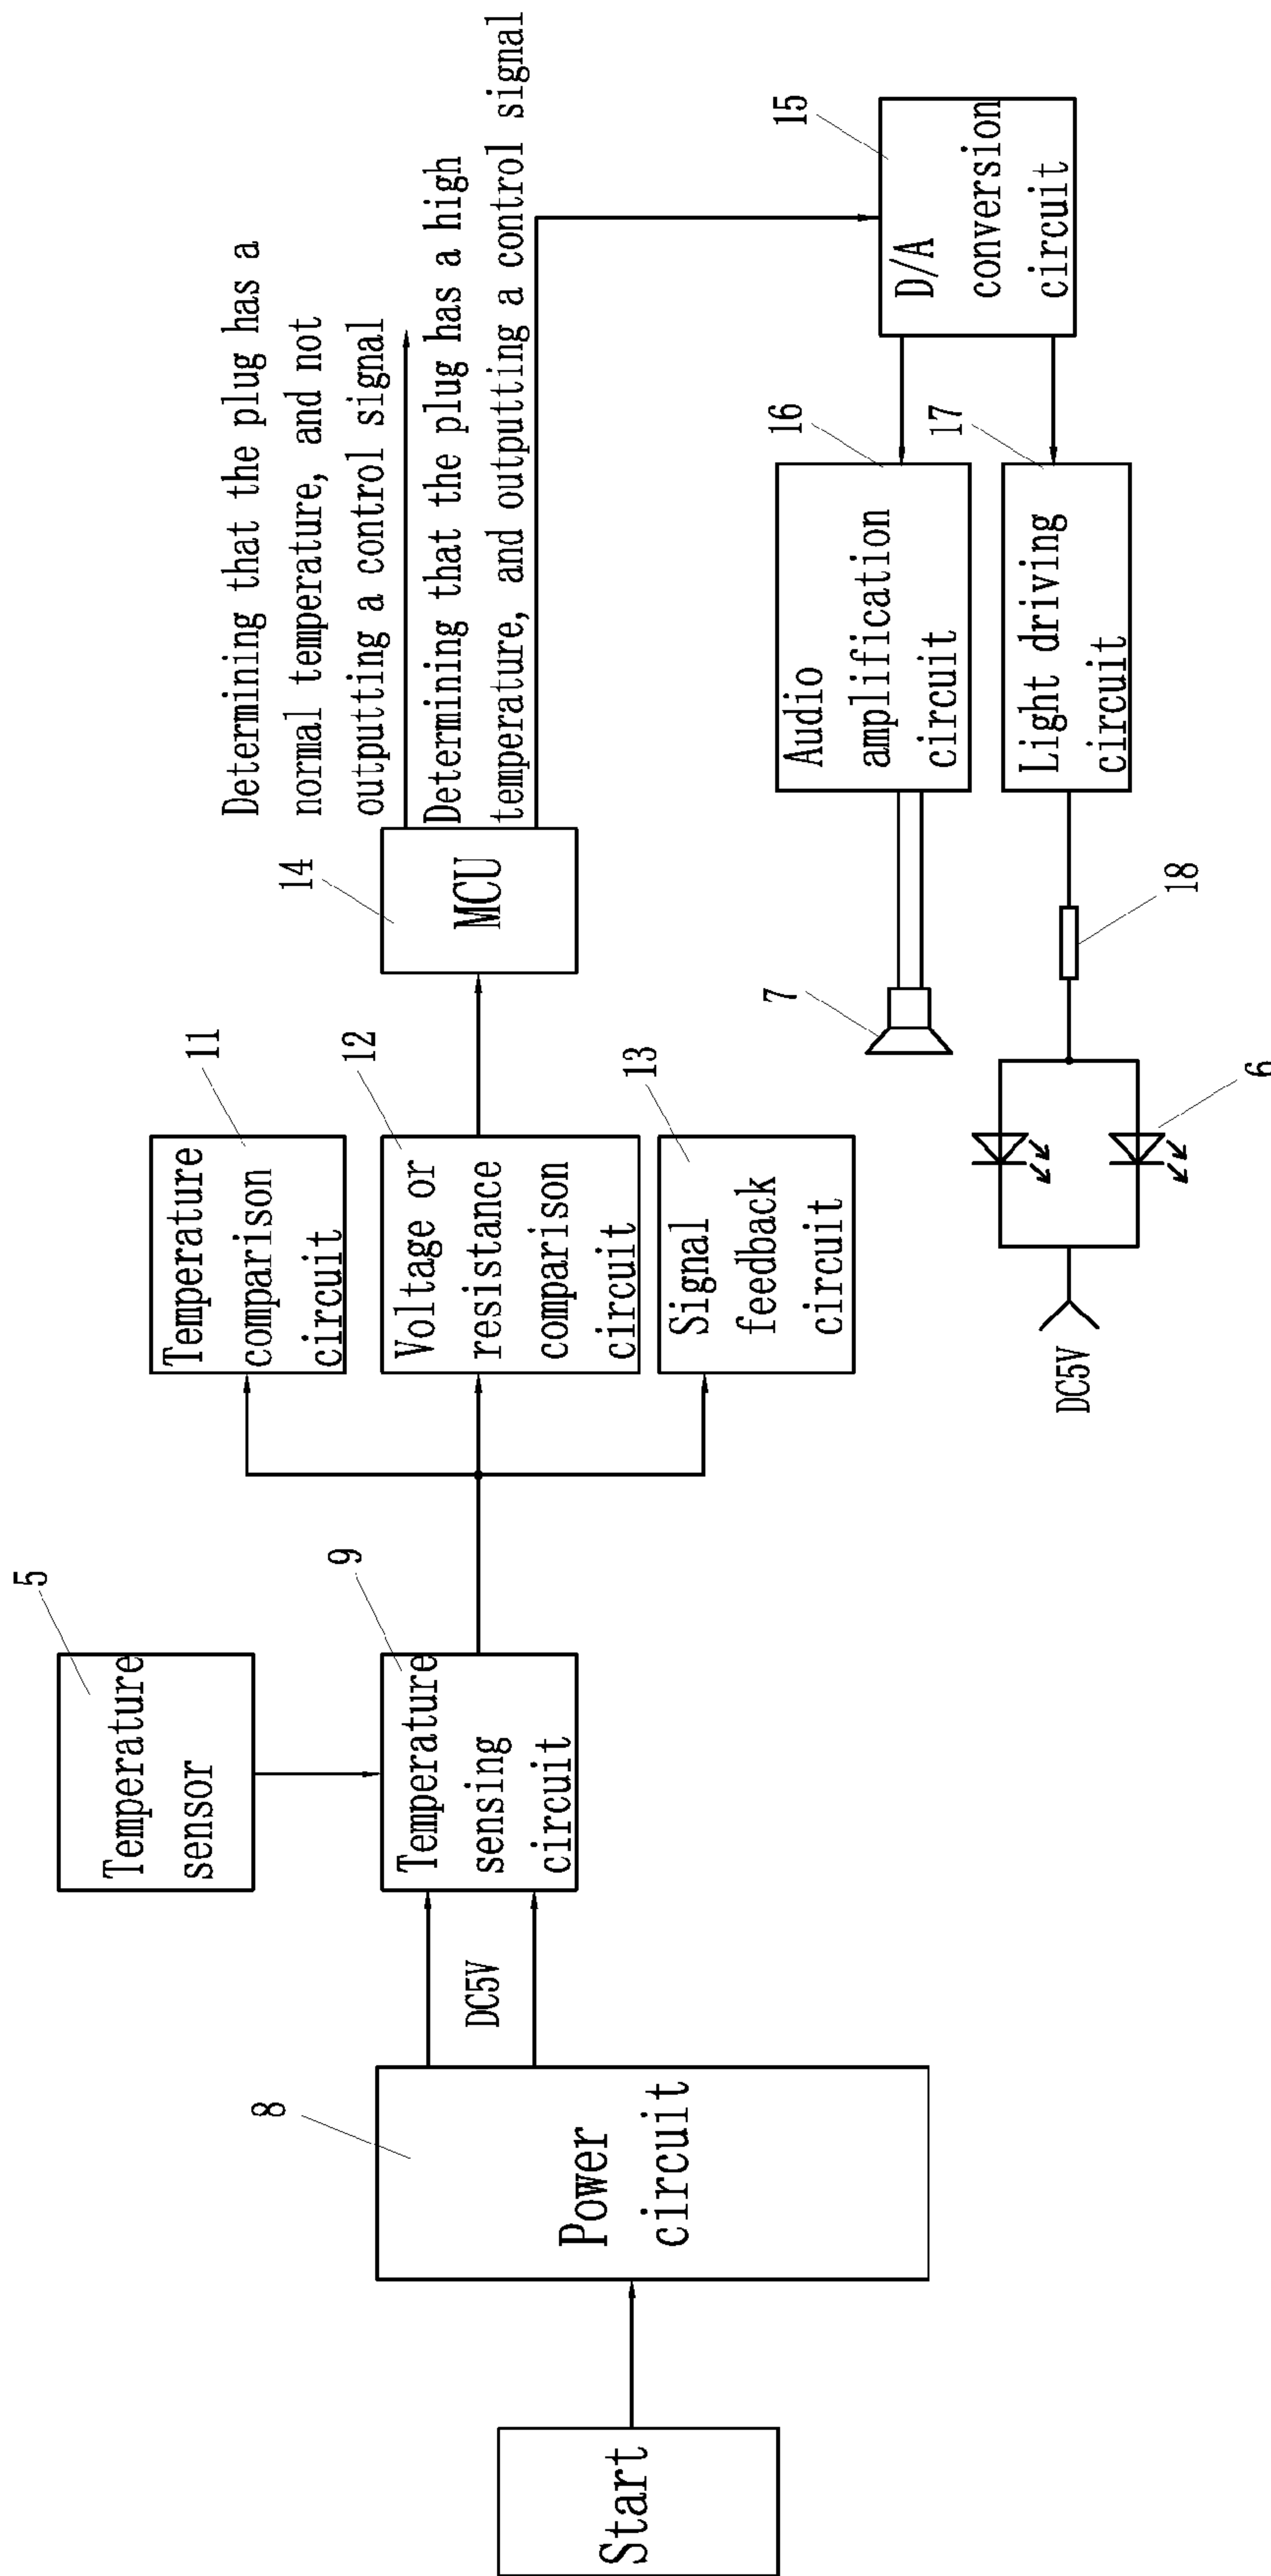 Start
Power
circuit
8
DC5V
Temperature
sensor
5
Temperature
sensing
circuit
9
Temperature
comparison
circuit
11
Voltage or
resistance
comparison
circuit
12
Signal
feedback
circuit
13
MCU
14
Determining that the plug has a
normal temperature, and not
outputting a control signal
Determining that the plug has a high
temperature, and outputting a control signal
D/A
conversion
circuit
15
Audio
amplification
circuit
16
Light driving
circuit
17
7
18
6
DC5V